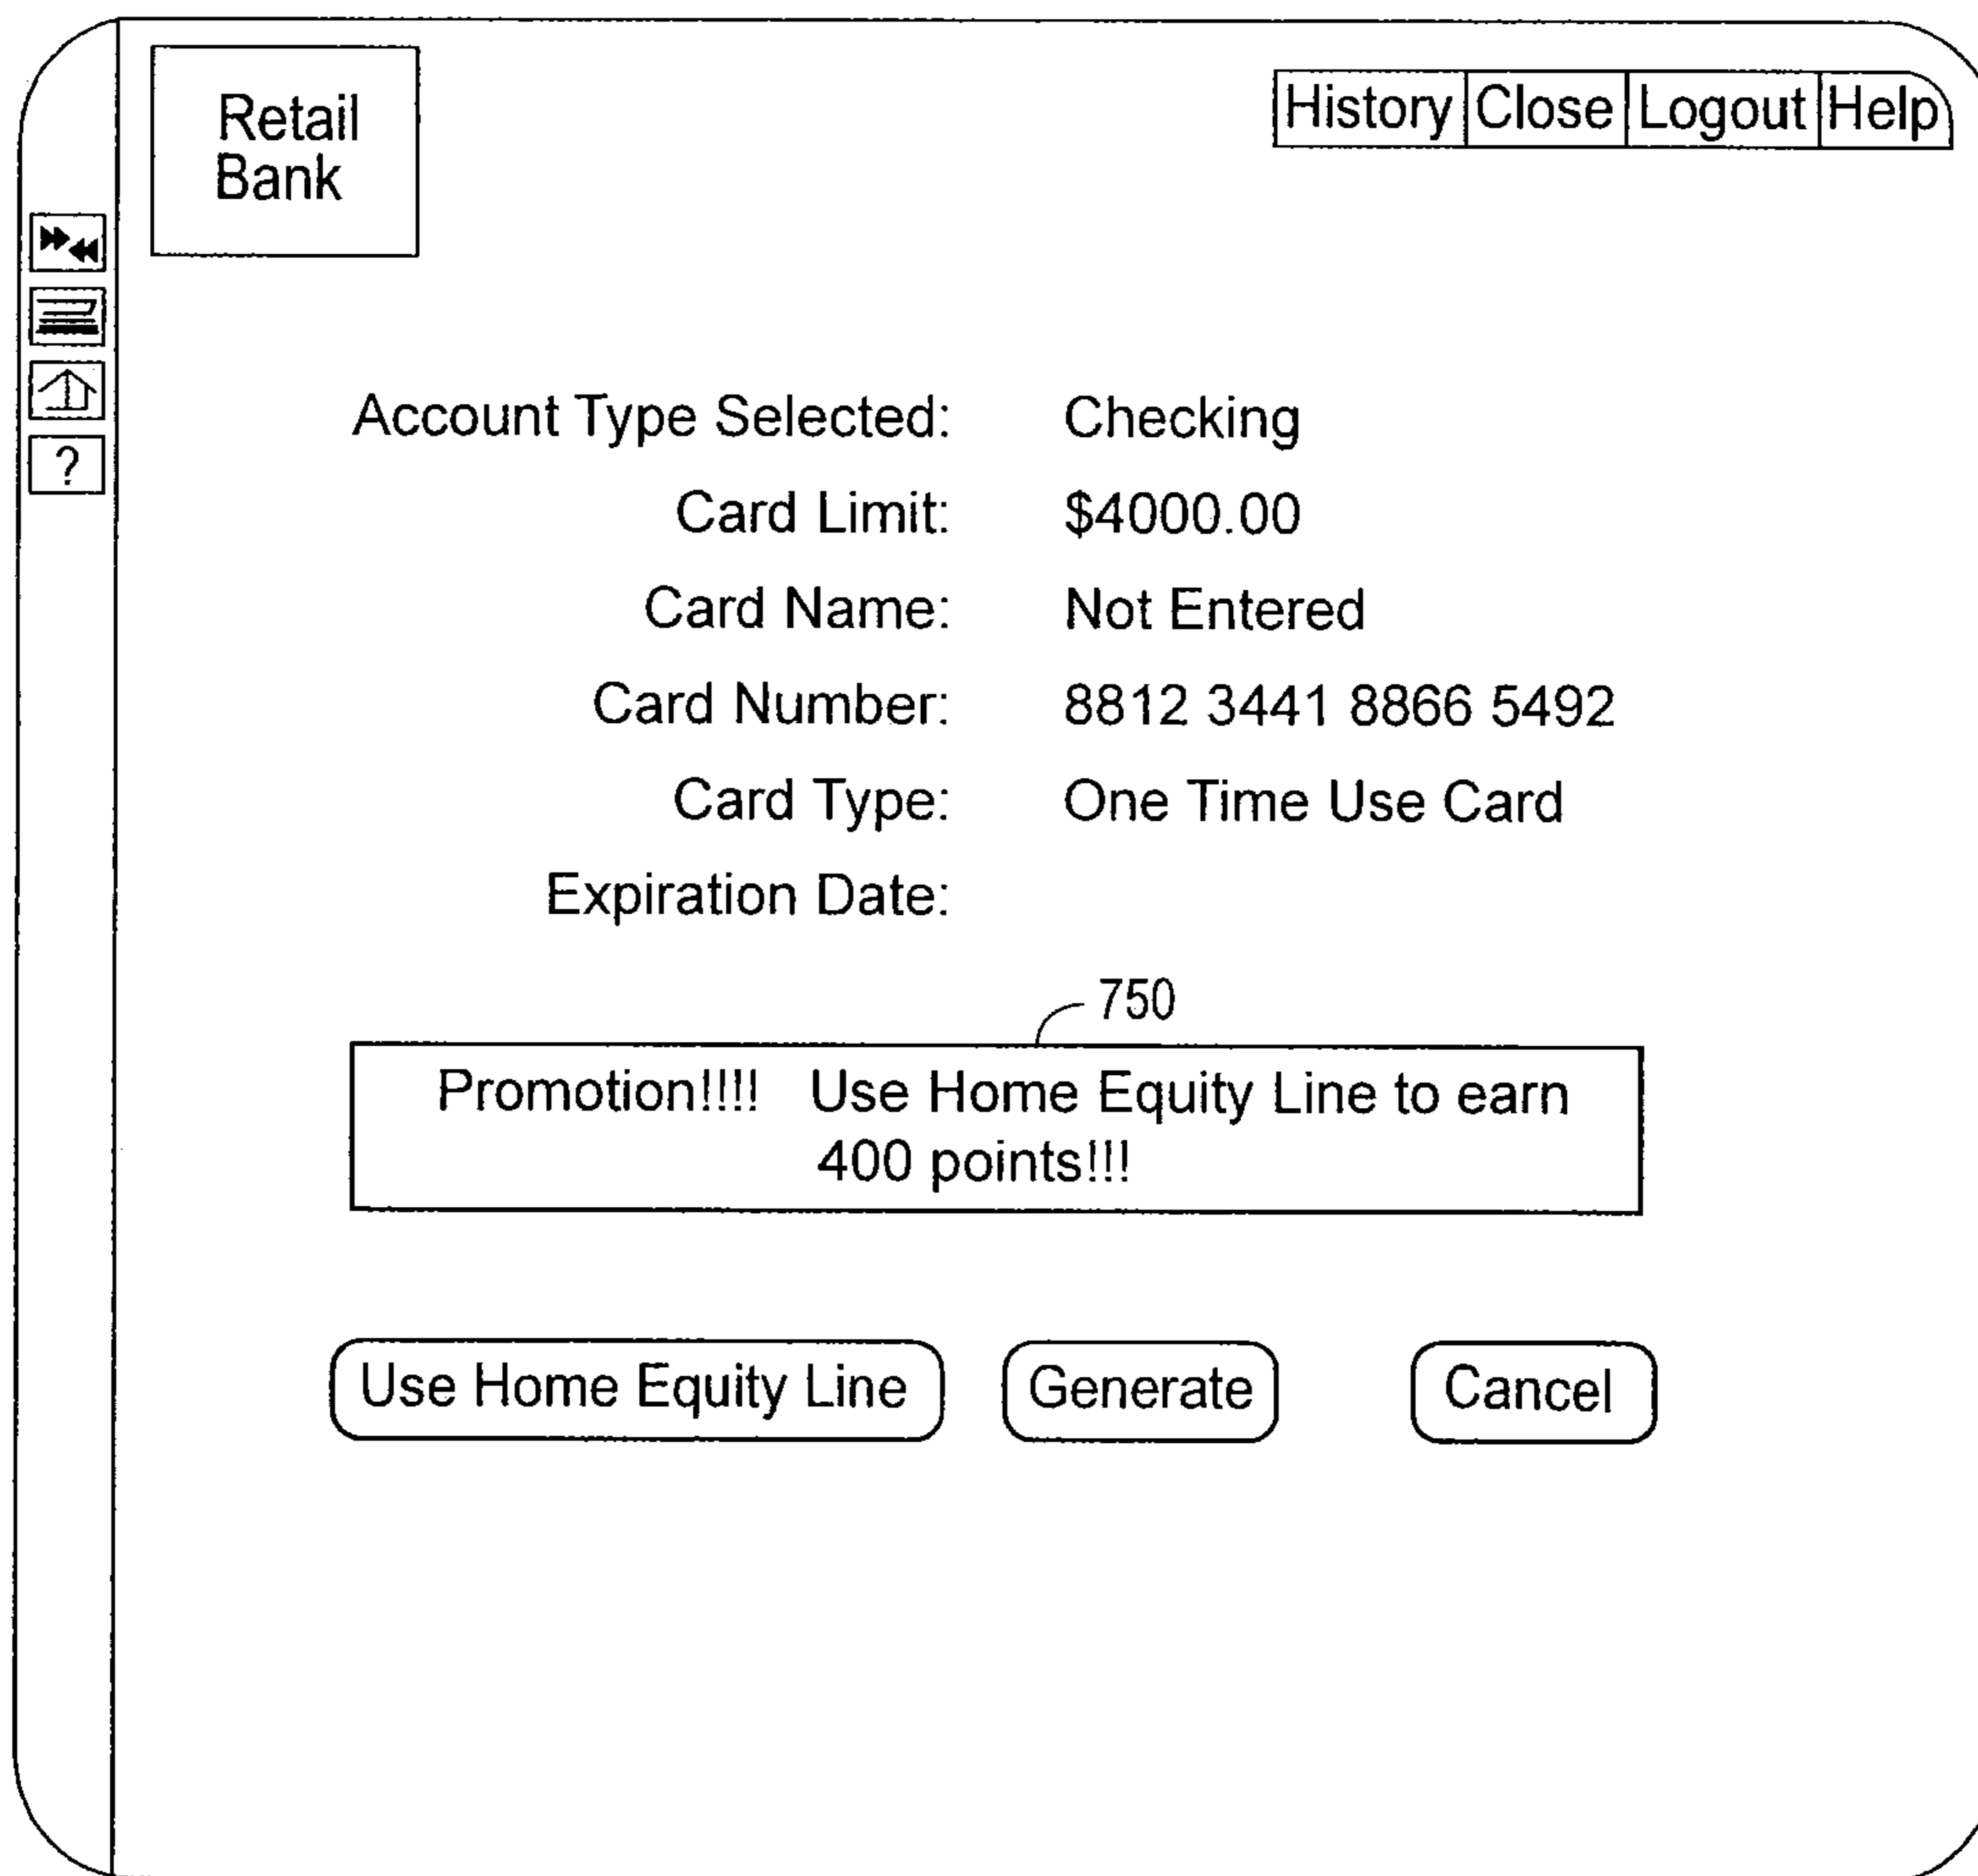 Retail
Bank
History Close Logout Help
?
Account Type Selected: Checking
Card Limit: $4000.00
Card Name: Not Entered
Card Number: 8812 3441 8866 5492
Card Type: One Time Use Card
Expiration Date:
750
Promotion!!!! Use Home Equity Line to earn
400 points!!!
Use Home Equity Line Generate Cancel